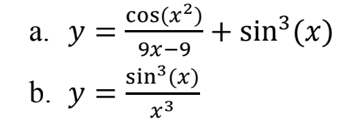 a. y = cos(x²)/(9x−9) + sin³(x)
b. y = sin³(x)/x³